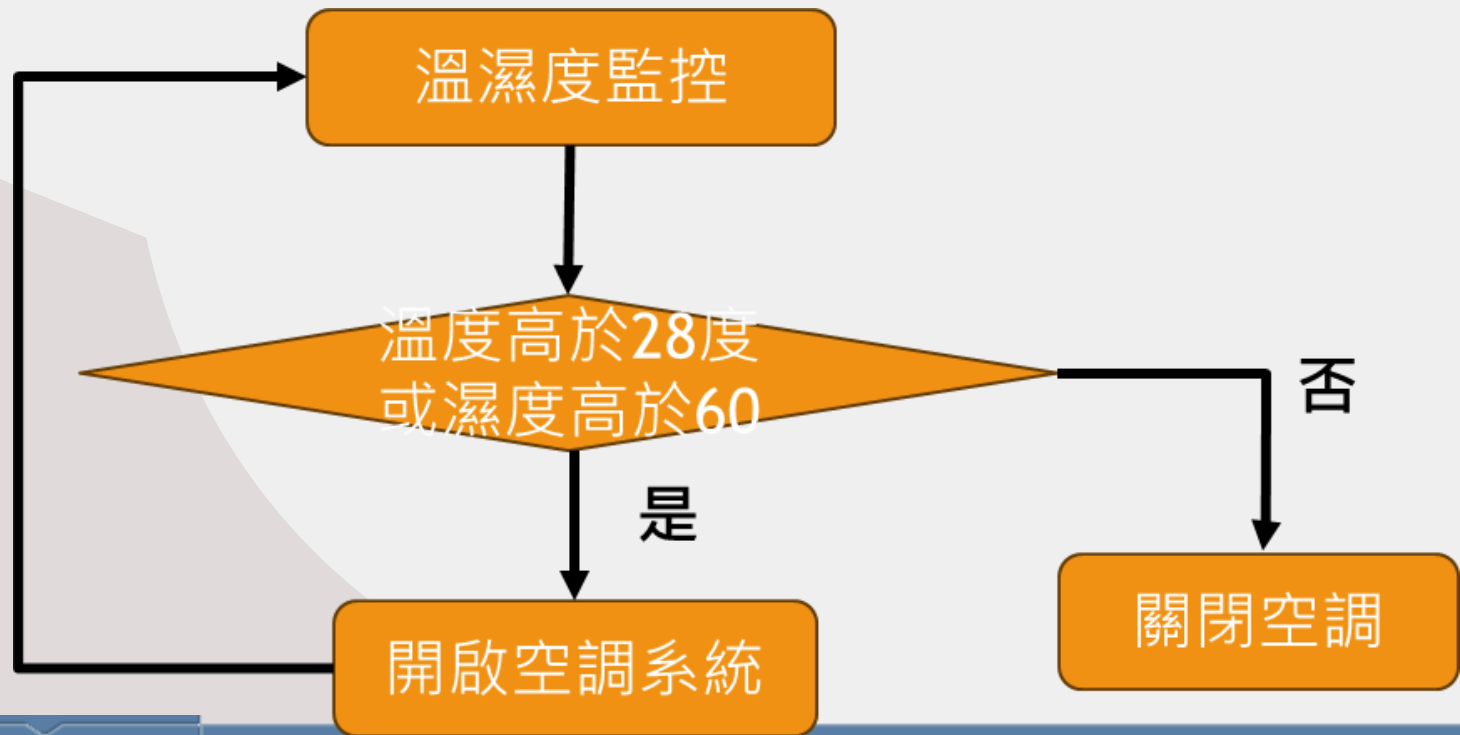 溫濕度監控
溫度高於28度
或濕度高於60
否
是
關閉空調
開啟空調系統